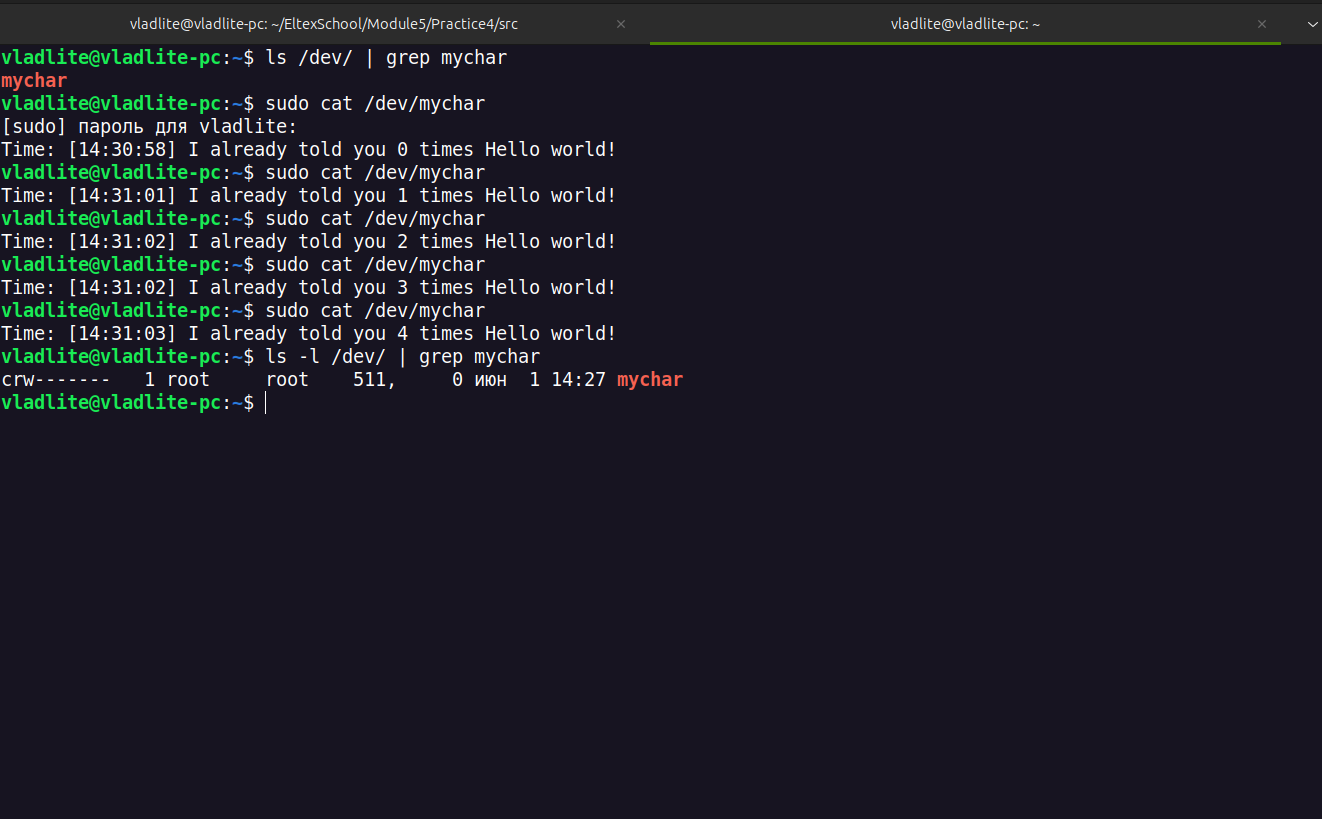 vladlite@vladlite-pc: ~/EltexSchool/Module5/Practice4/src
vladlite@vladlite-pc: ~
vladlite@vladlite-pc:~$ ls /dev/ | grep mychar
mychar
vladlite@vladlite-pc:~$ sudo cat /dev/mychar
[sudo] пароль для vladlite:
Time: [14:30:58] I already told you 0 times Hello world!
vladlite@vladlite-pc:~$ sudo cat /dev/mychar
Time: [14:31:01] I already told you 1 times Hello world!
vladlite@vladlite-pc:~$ sudo cat /dev/mychar
Time: [14:31:02] I already told you 2 times Hello world!
vladlite@vladlite-pc:~$ sudo cat /dev/mychar
Time: [14:31:02] I already told you 3 times Hello world!
vladlite@vladlite-pc:~$ sudo cat /dev/mychar
Time: [14:31:03] I already told you 4 times Hello world!
vladlite@vladlite-pc:~$ ls -l /dev/ | grep mychar
crw-------   1 root     root    511,     0 июн  1 14:27 mychar
vladlite@vladlite-pc:~$